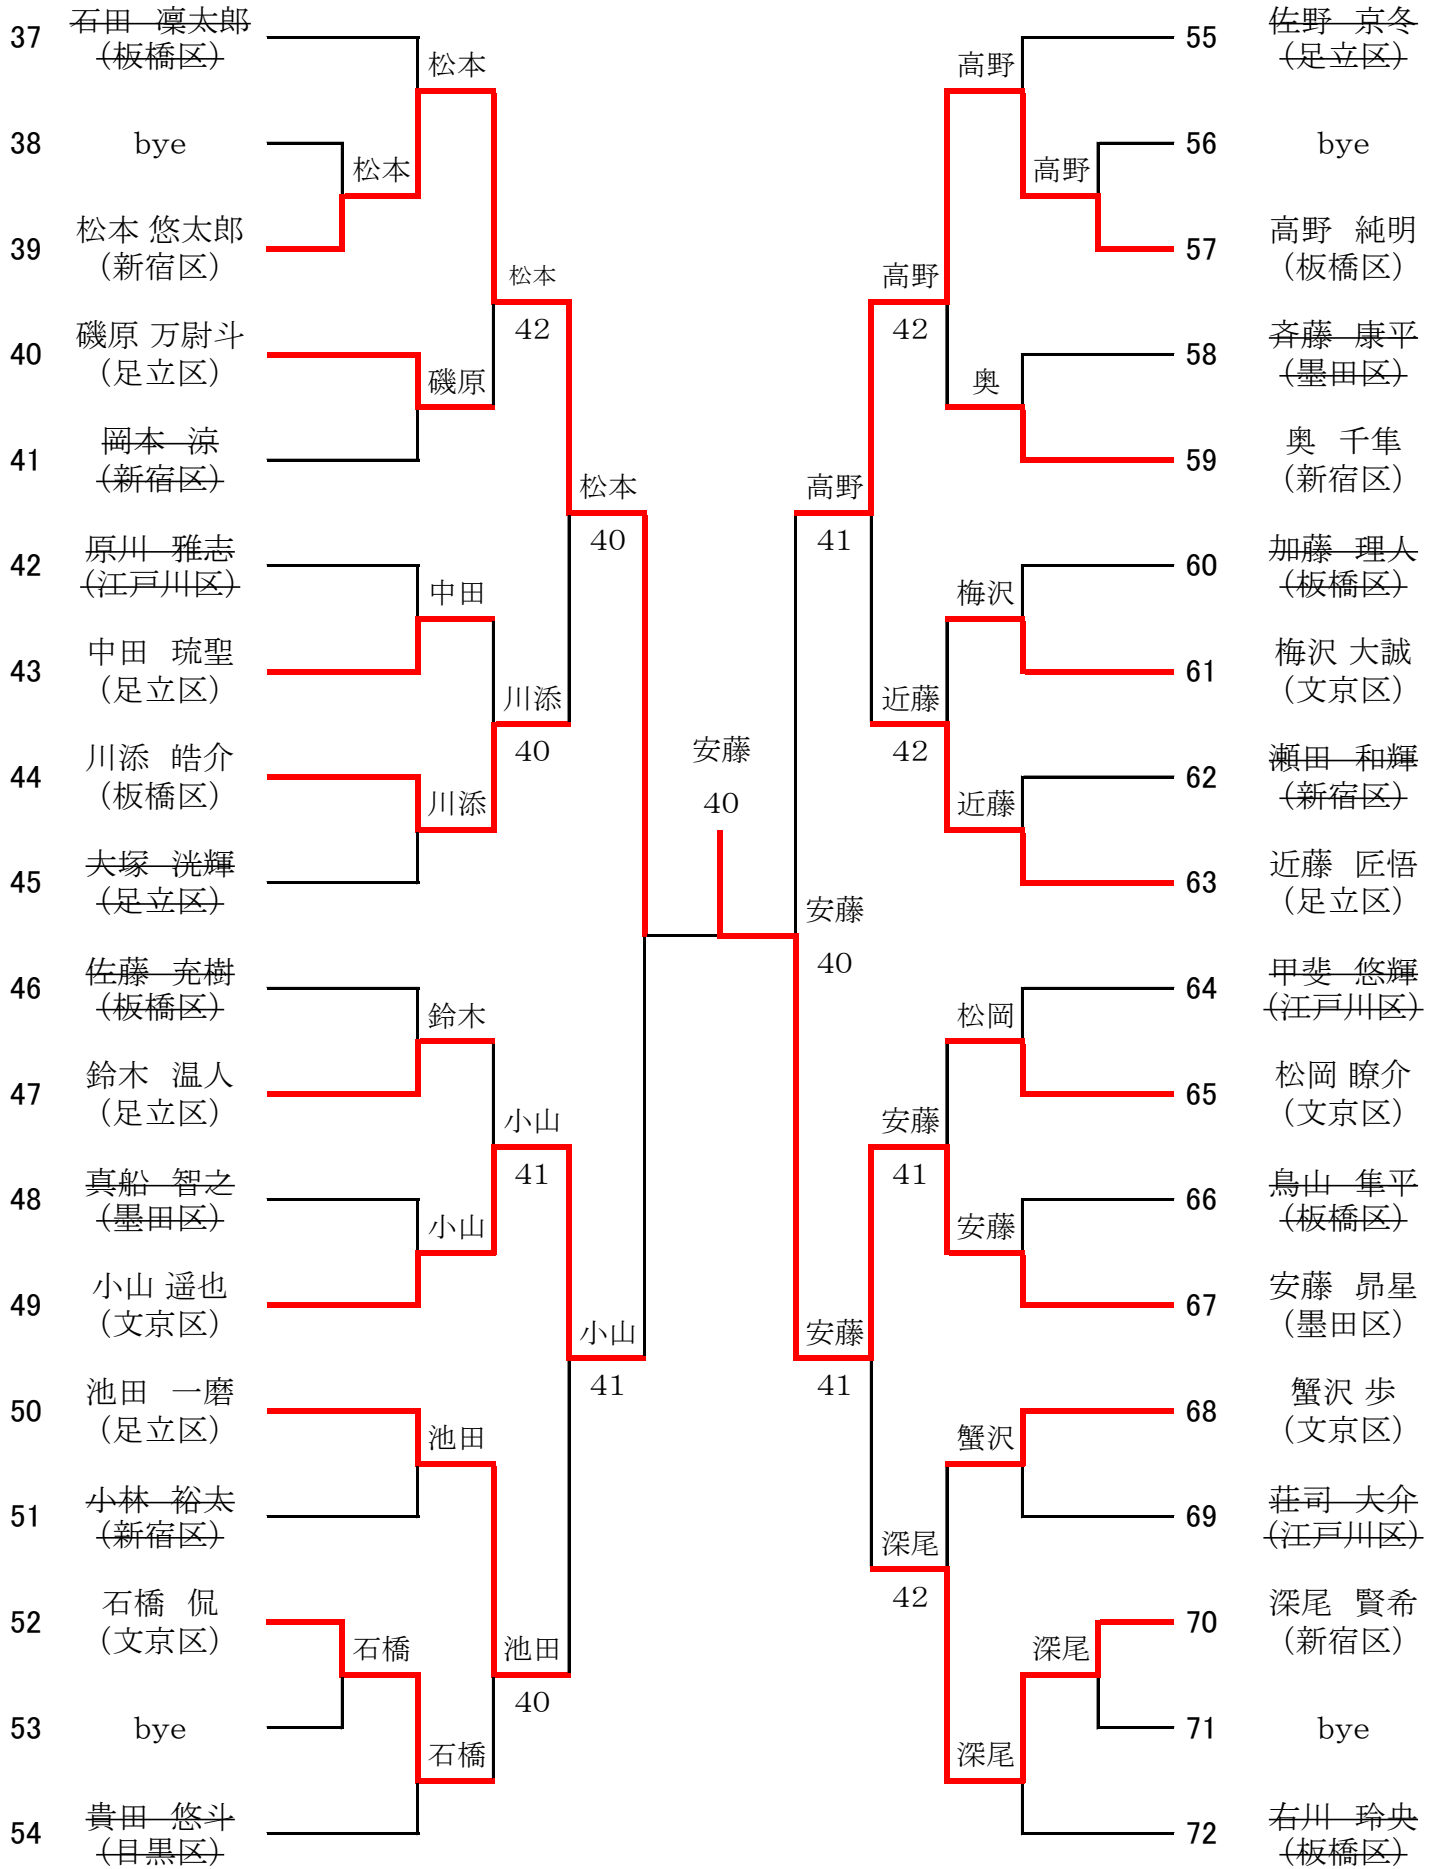 37
石田 凜太郎
(板橋区)
38
bye
39
松本 悠太郎
(新宿区)
40
磯原 万尉斗
(足立区)
41
岡本 涼
(新宿区)
42
原川 雅志
(江戸川区)
43
中田 琉聖
(足立区)
44
川添 皓介
(板橋区)
45
大塚 洸輝
(足立区)
46
佐藤 充樹
(板橋区)
47
鈴木 温人
(足立区)
48
真船 智之
(墨田区)
49
小山 遥也
(文京区)
50
池田 一磨
(足立区)
51
小林 裕太
(新宿区)
52
石橋 侃
(文京区)
53
bye
54
貴田 悠斗
(目黒区)
松本
石橋
松本
磯原
中田
川添
鈴木
小山
池田
石橋
松本
42
川添
40
小山
41
池田
40
松本
40
小山
41
安藤
40
安藤
40
高野
41
安藤
41
高野
42
近藤
42
安藤
41
深尾
42
高野
奥
梅沢
近藤
松岡
安藤
蟹沢
深尾
高野
深尾
55
佐野 京冬
(足立区)
56
bye
57
高野 純明
(板橋区)
58
斉藤 康平
(墨田区)
59
奥 千隼
(新宿区)
60
加藤 理人
(板橋区)
61
梅沢 大誠
(文京区)
62
瀬田 和輝
(新宿区)
63
近藤 匠悟
(足立区)
64
甲斐 悠輝
(江戸川区)
65
松岡 瞭介
(文京区)
66
鳥山 隼平
(板橋区)
67
安藤 昴星
(墨田区)
68
蟹沢 歩
(文京区)
69
荘司 大介
(江戸川区)
70
深尾 賢希
(新宿区)
71
bye
72
右川 玲央
(板橋区)